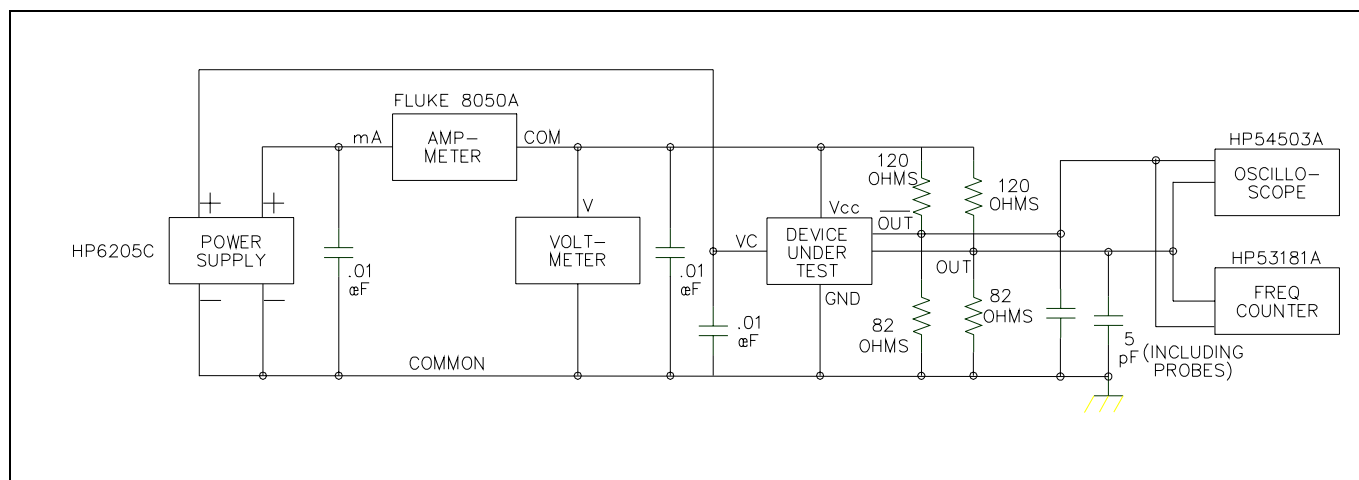 FLUKE 8050A
mA
AMP-
METER
COM
HP6205C
+
+
POWER
SUPPLY
−
−
.01
œF
V
VOLT-
METER
.01
œF
VC
.01
œF
Vcc
DEVICE
UNDER
TEST
GND
OUT
OUT
120
OHMS
120
OHMS
82
OHMS
82
OHMS
5
pF (INCLUDING
PROBES)
COMMON
HP54503A
OSCILLO-
SCOPE
HP53181A
FREQ
COUNTER